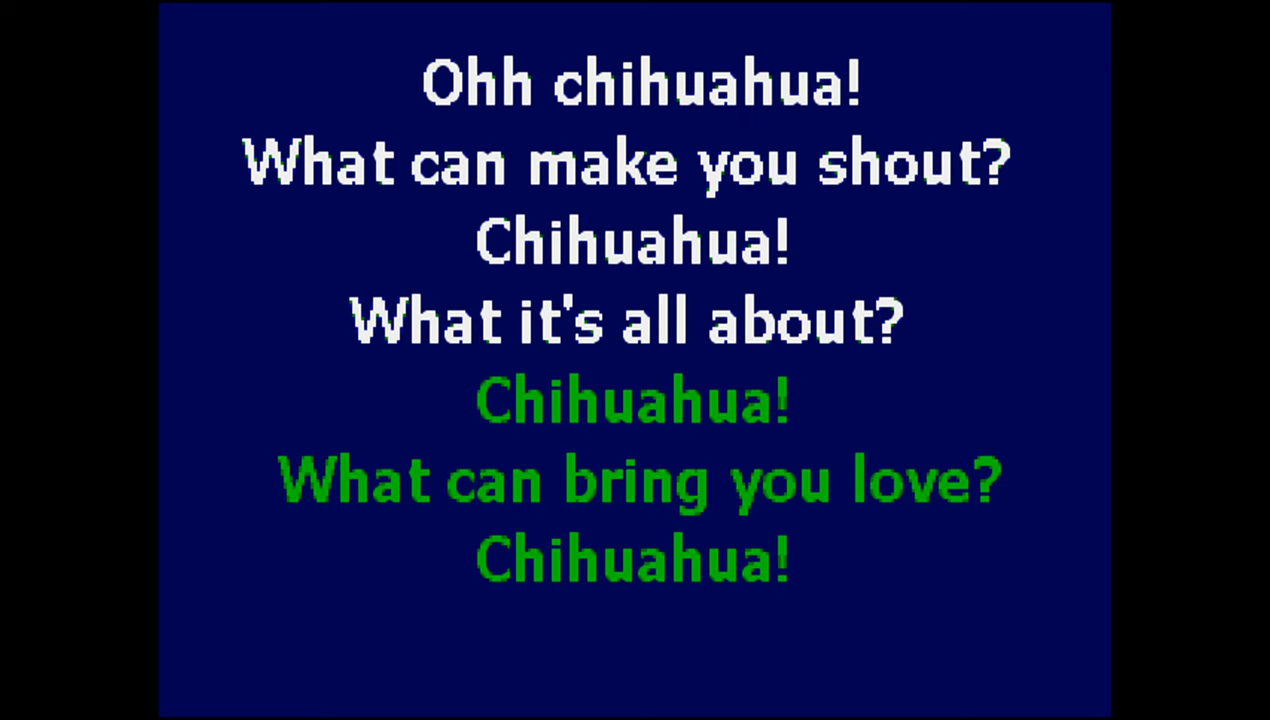 Ohh chihuahua!
What can make you shout?
Chihuahua!
What it's all about?
Chihuahua!
What can bring you love?
Chihuahua!